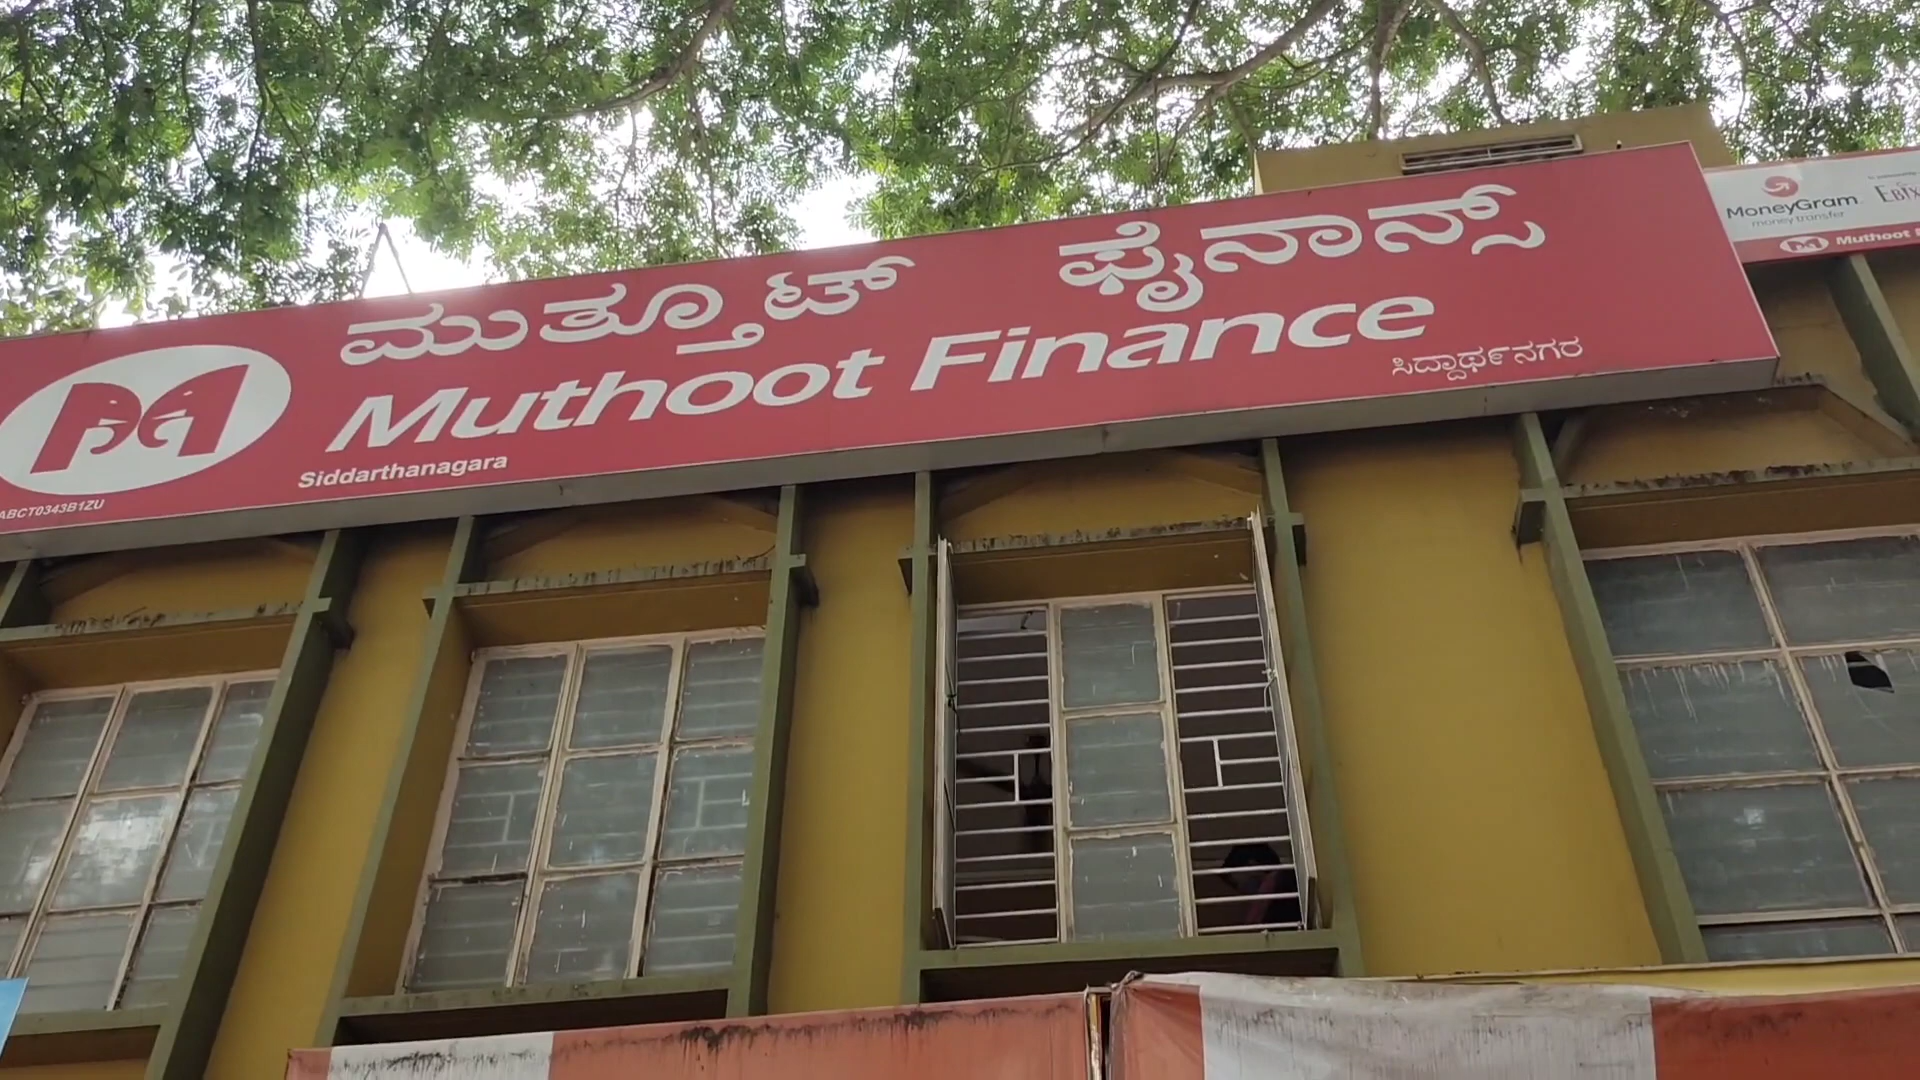 ಮುತ್ತೂಟ್ ಫೈನಾನ್ಸ್
Muthoot Finance
ಸಿದ್ದಾರ್ಥನಗರ
Siddarthanagara
ABCT0343B1ZU
MoneyGram
money transfer
Muthoot